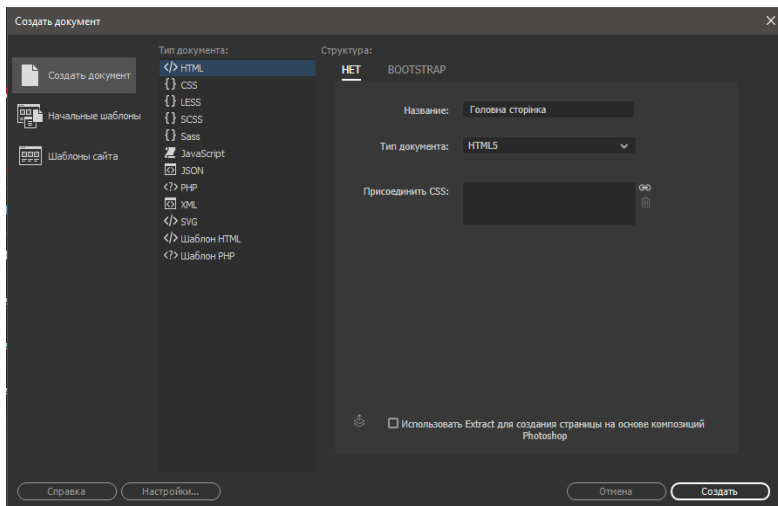 Создать документ
Создать документ
Начальные шаблоны
Шаблоны сайта
Тип документа:
</> HTML
{} CSS
{} LESS
{} SCSS
{} Sass
JavaScript
JSON
<?> PHP
XML
</> SVG
</> Шаблон HTML
<?> Шаблон PHP
Структура:
НЕТ BOOTSTRAP
Название: Головна сторінка
Тип документа: HTML5
Присоединить CSS:
Использовать Extract для создания страницы на основе композиций
Photoshop
Справка Настройки... Отмена Создать